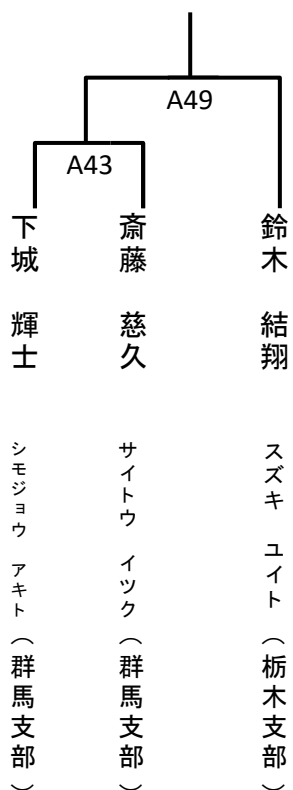 A49
A43
下城 輝士 シモジョウ アキト（群馬支部）
斎藤 慈久 サイトウ イツク（群馬支部）
鈴木 結翔 スズキ ユイト（栃木支部）